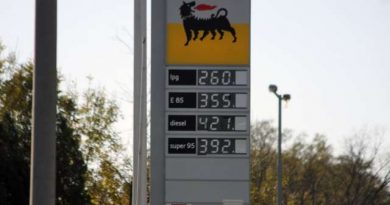 lpg 260
E 85 355
diesel 421
super 95 392